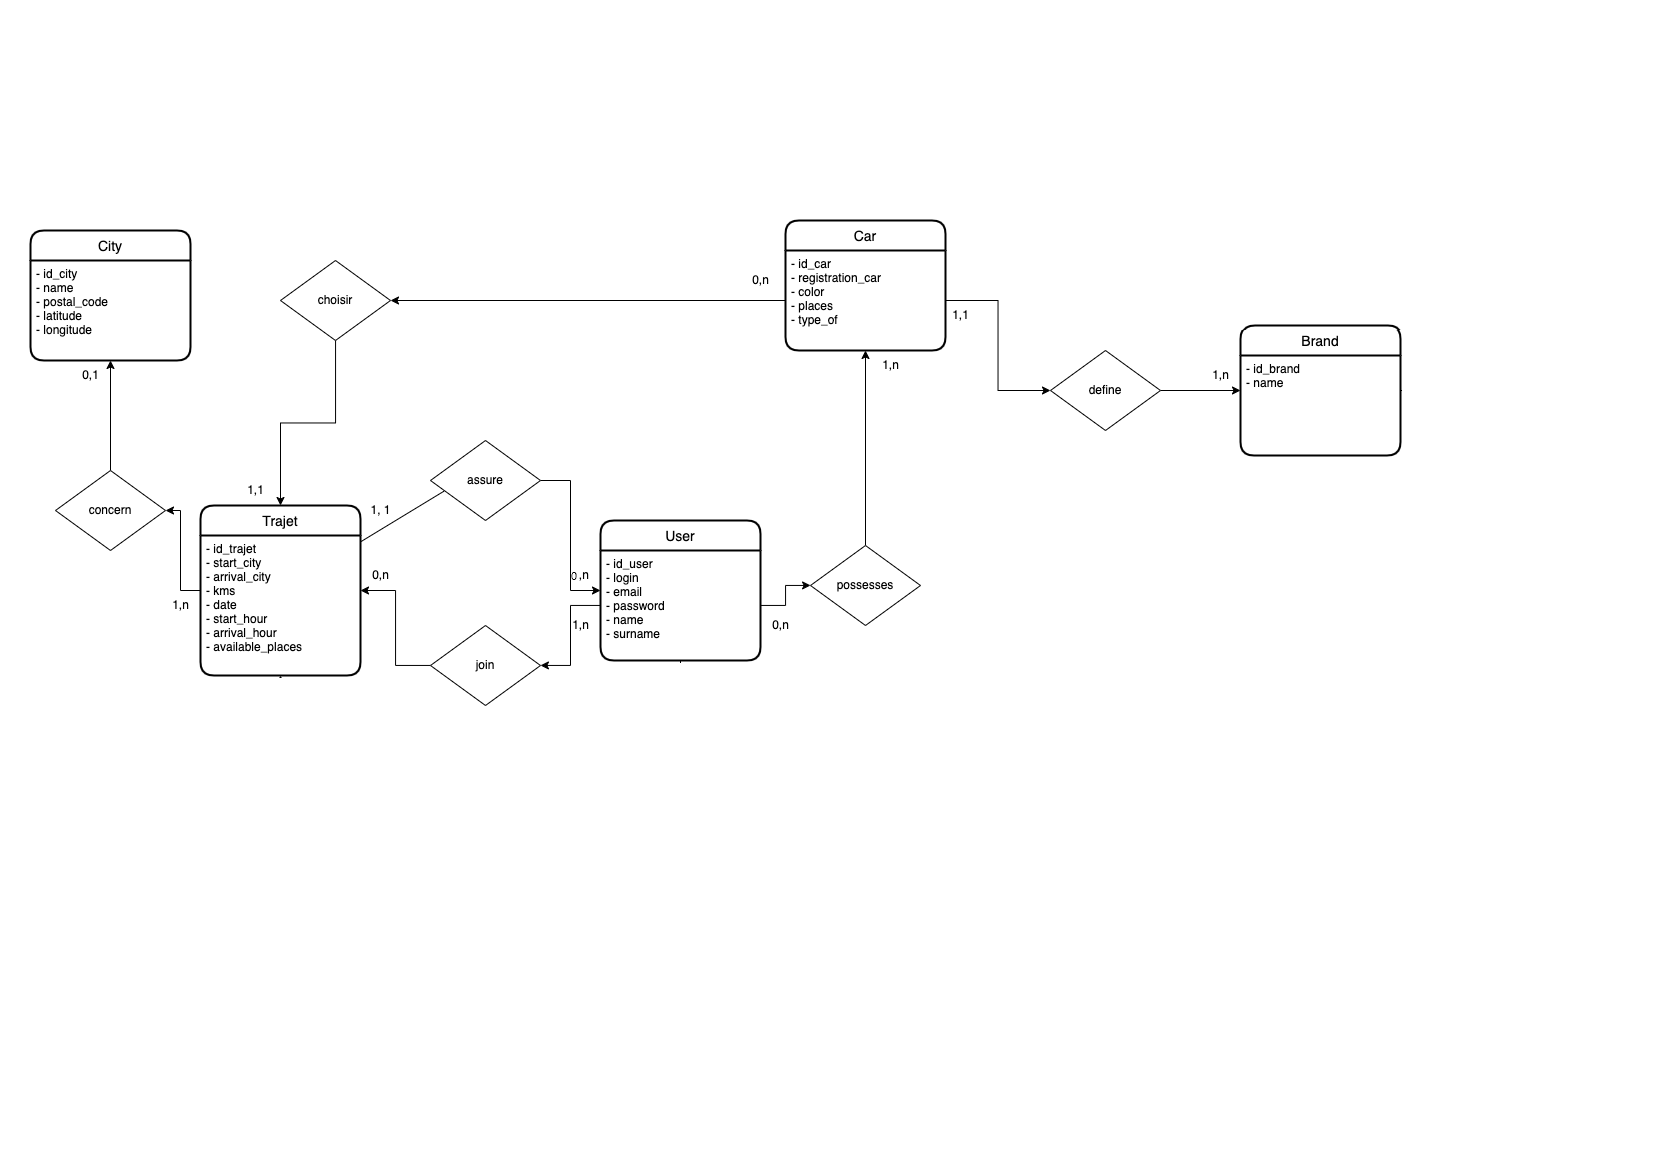 City
- id_city
- name
- postal_code
- latitude
- longitude
0,1
concern
1,n
choisir
1,1
0,n
Car
- id_car
- registration_car
- color
- places
- type_of
1,1
1,n
define
1,n
Brand
- id_brand
- name
Trajet
- id_trajet
- start_city
- arrival_city
- kms
- date
- start_hour
- arrival_hour
- available_places
1, 1
assure
0,n
0,n
join
1,n
User
- id_user
- login
- email
- password
- name
- surname
0,n
possesses